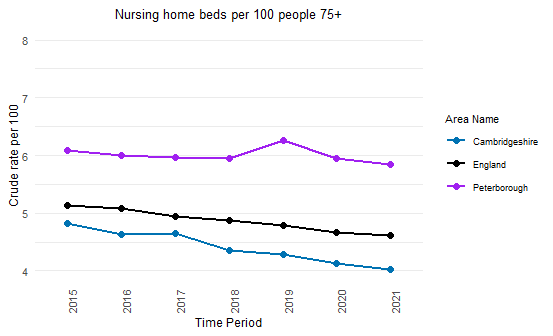 Nursing home beds per 100 people 75+
8
7
6
5
4
Crude rate per 100
2015
2016
2017
2018
2019
2020
2021
Time Period
Area Name
Cambridgeshire
England
Peterborough